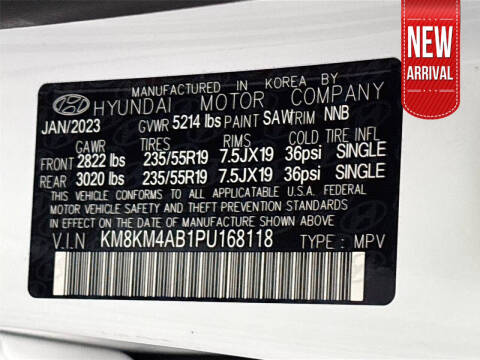 NEW
ARRIVAL
MANUFACTURED IN KOREA BY
HYUNDAI MOTOR COMPANY
JAN/2023 GVWR 5214 lbs PAINT SAW TRIM NNB
GAWR TIRES RIMS COLD TIRE INFL
FRONT 2822 lbs 235/55R19 7.5JX19 36psi SINGLE
REAR 3020 lbs 235/55R19 7.5JX19 36psi SINGLE
THIS VEHICLE CONFORMS TO ALL APPLICABLE U.S.A. FEDERAL
MOTOR VEHICLE SAFETY, BUMPER, AND THEFT PREVENTION STANDARDS
IN EFFECT ON THE DATE OF MANUFACTURE SHOWN ABOVE.
V.I.N KM8KM4AB1PU168118 TYPE : MPV